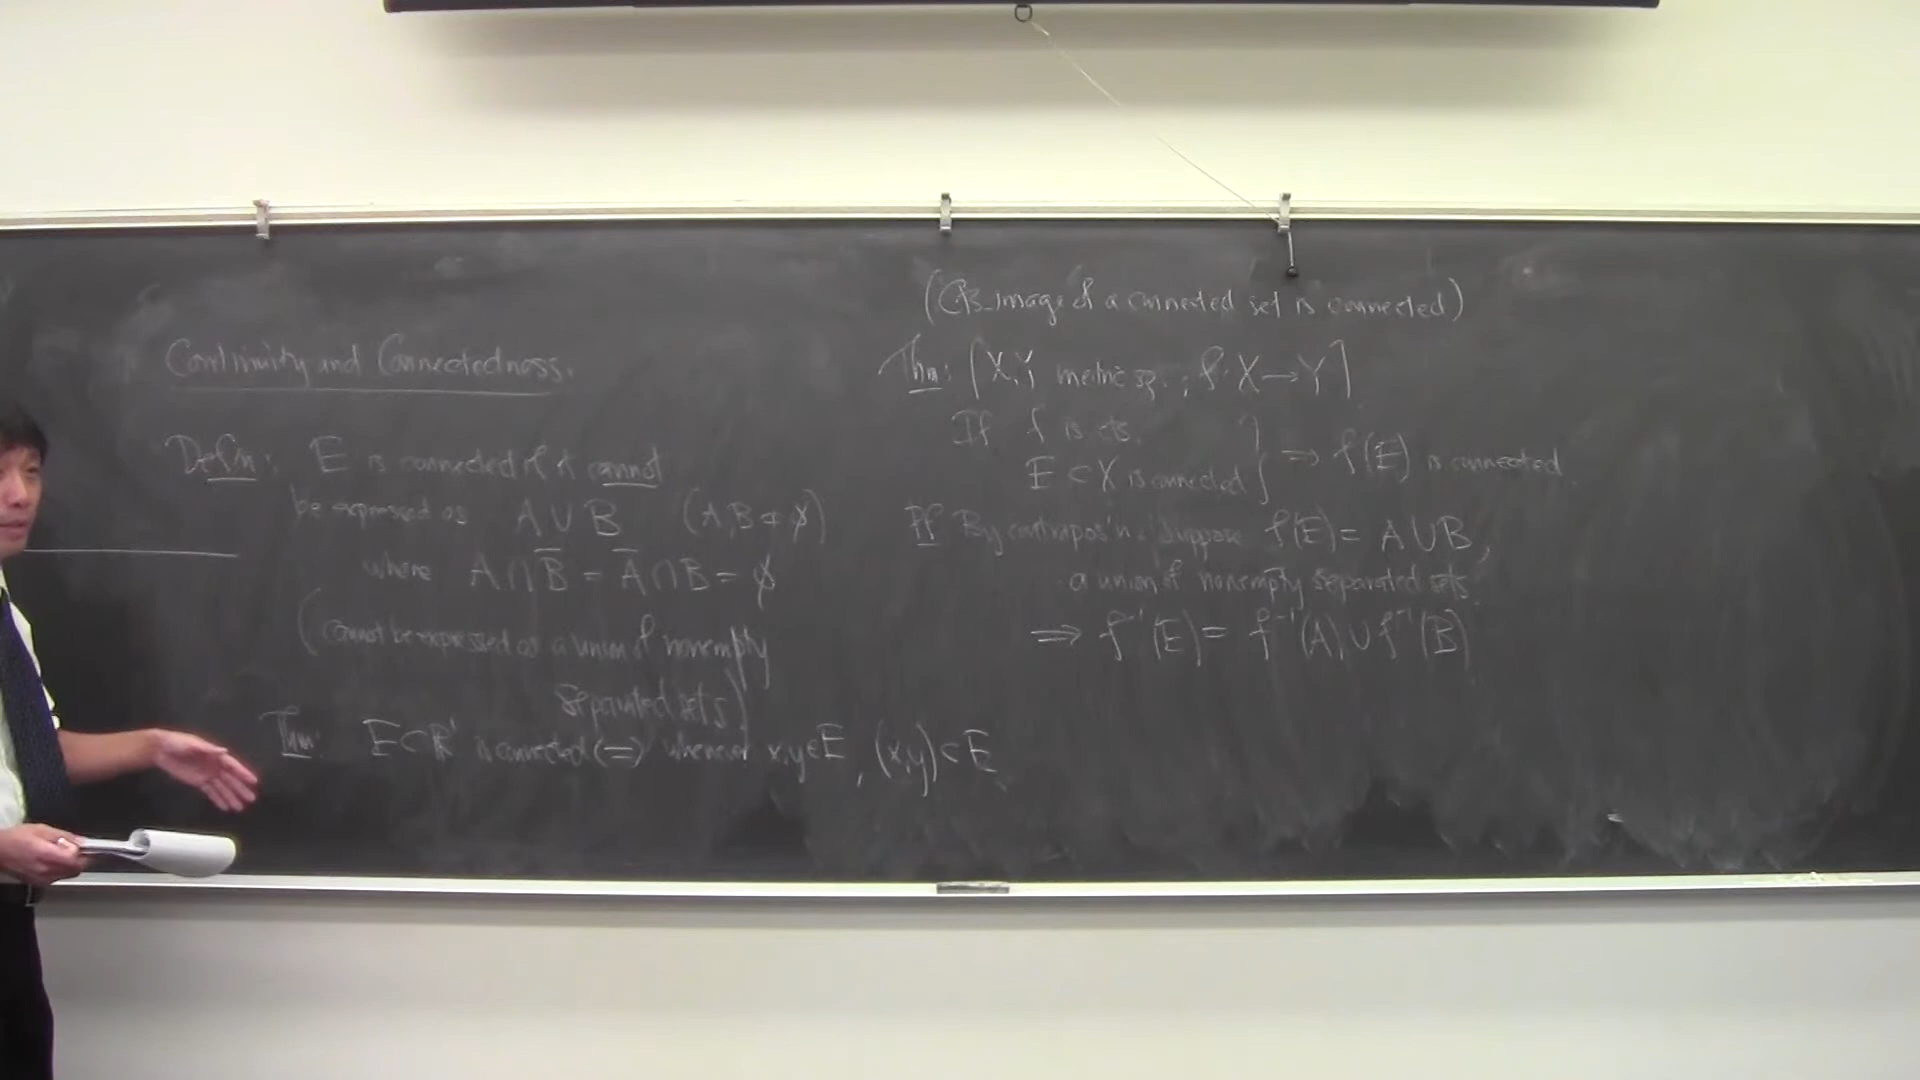 Continuity and Connectedness.
Defn: E is connected if it cannot
be expressed as A ∪ B (A, B ≠ ∅)
where A ∩ B̅ = A̅ ∩ B = ∅
(cannot be expressed as a union of nonempty
separated sets)
Thm: E ⊂ ℝ¹ is connected ⟺ whenever x,y ∈ E, (x,y) ⊂ E
(Cts image of a connected set is connected)
Thm: [X, Y metric sp., f: X → Y]
If f is cts.
E ⊂ X is connected } ⇒ f(E) is connected.
Pf By contrapos'n: Suppose f(E) = A ∪ B,
a union of nonempty separated sets.
⇒ f⁻¹(E) = f⁻¹(A) ∪ f⁻¹(B)